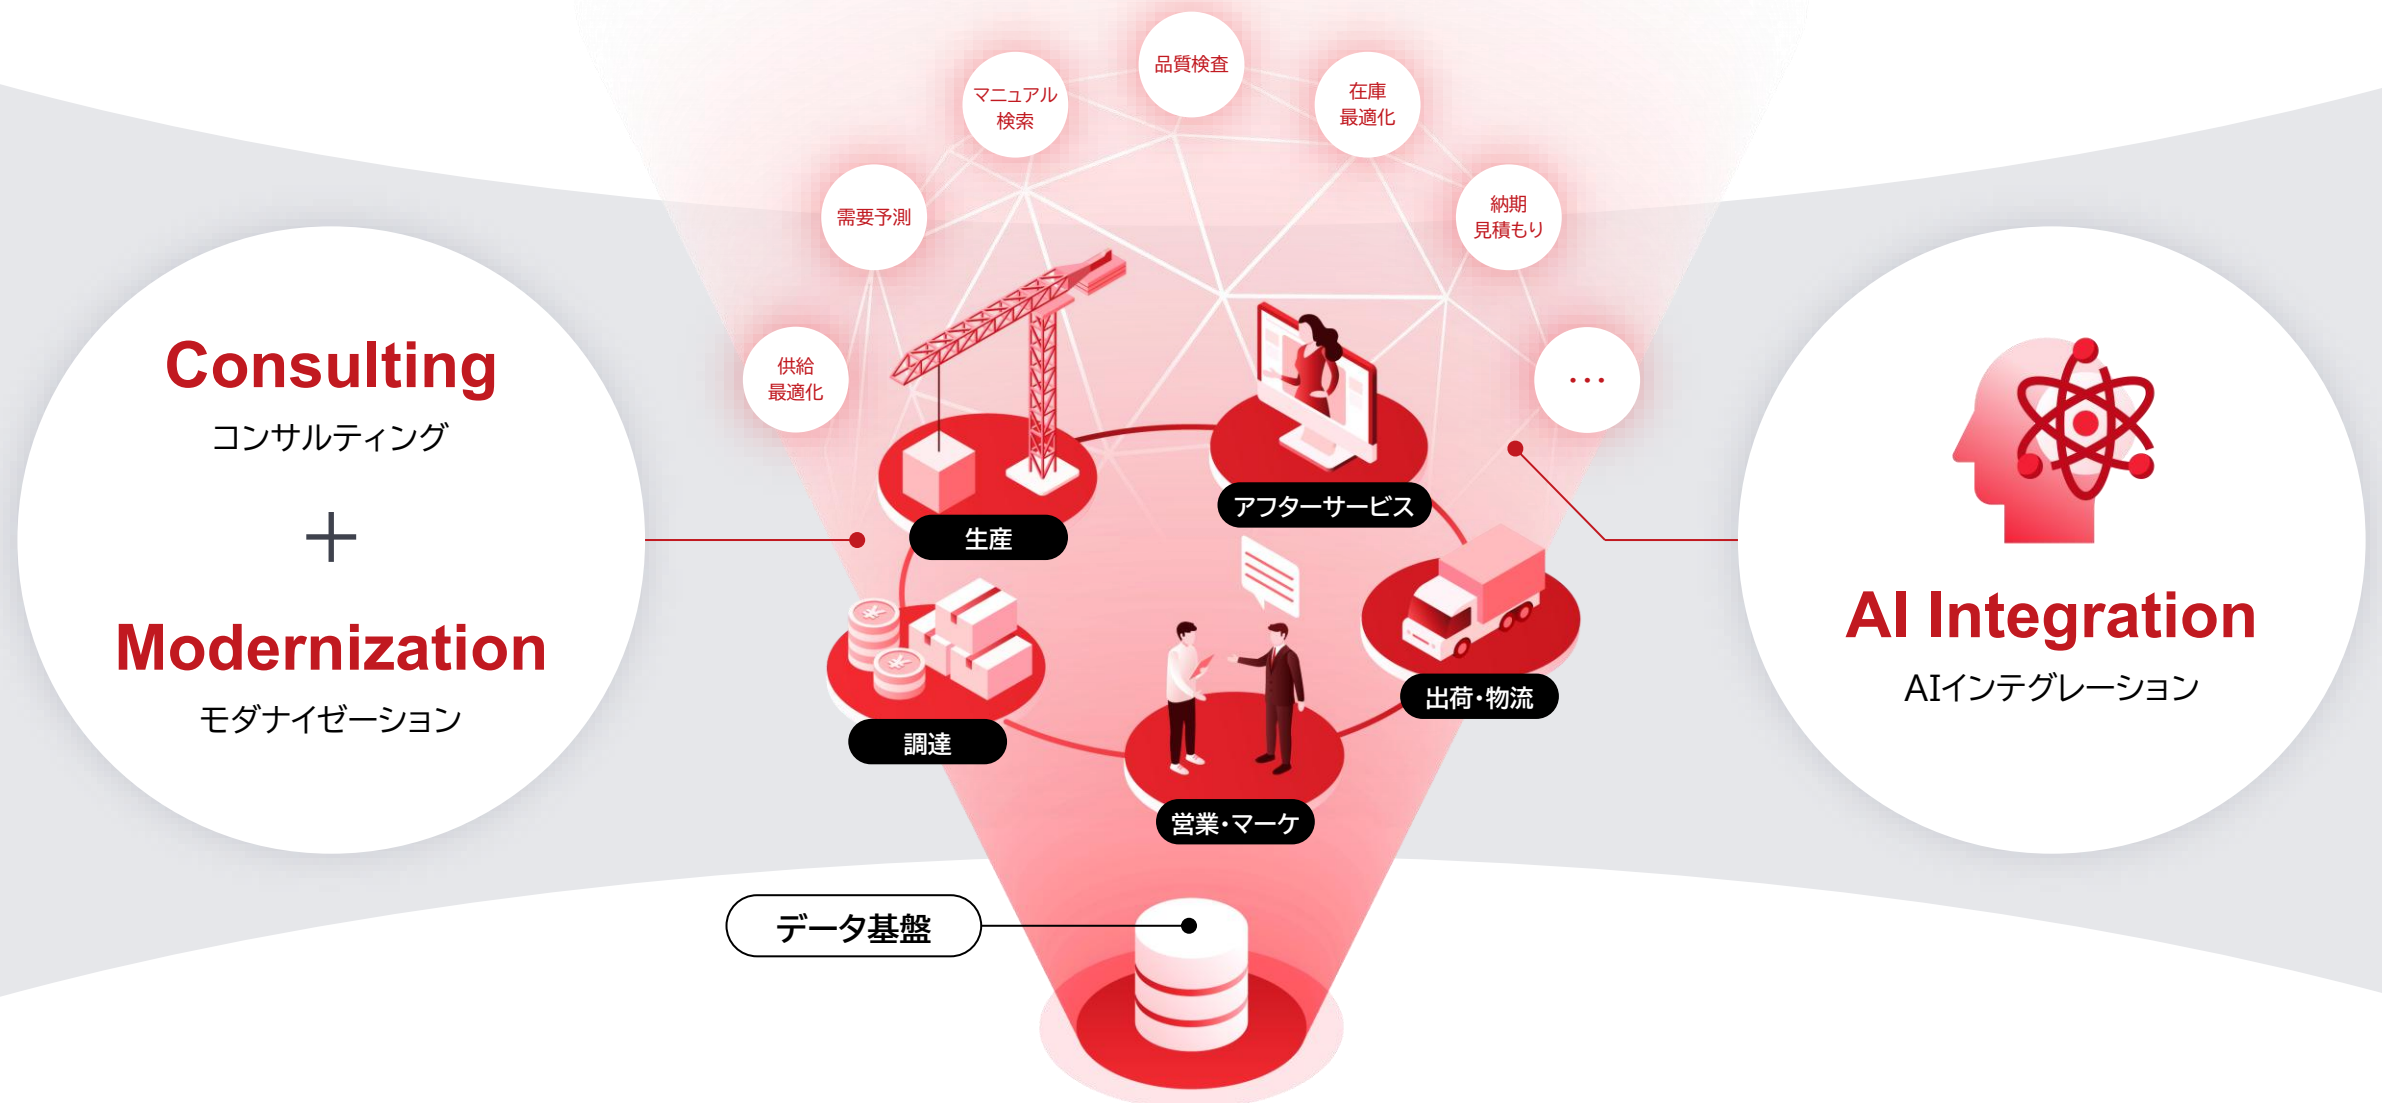 Consulting
コンサルティング
＋
Modernization
モダナイゼーション
供給
最適化
需要予測
マニュアル
検索
品質検査
在庫
最適化
納期
見積もり
･･･
生産
アフターサービス
調達
出荷･物流
営業･マーケ
データ基盤
AI Integration
AIインテグレーション